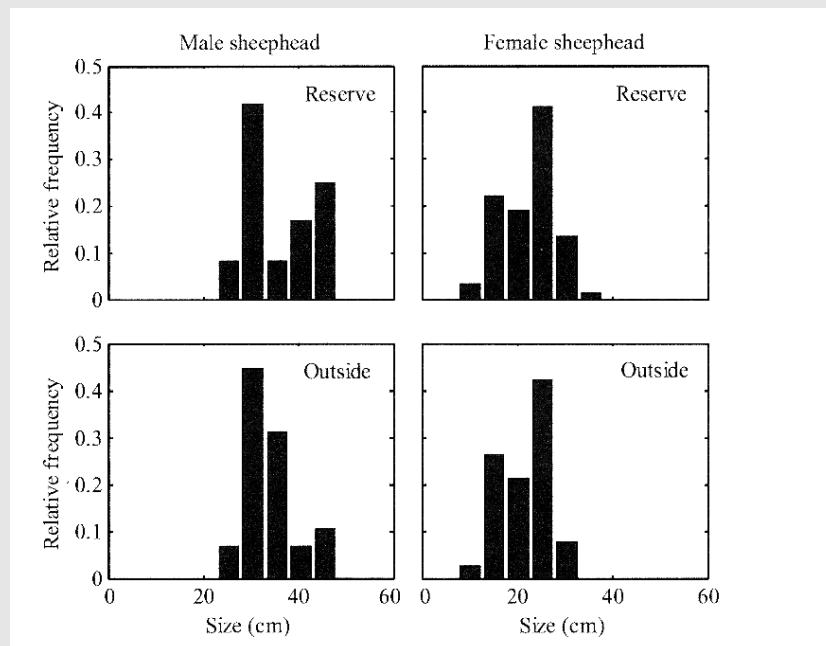 Male sheephead
Female sheephead
0.5
0.4
0.3
0.2
0.1
0
Relative frequency
Reserve
Reserve
0.5
0.4
0.3
0.2
0.1
0
Relative frequency
Outside
Outside
0 20 40 60
0 20 40 60
Size (cm)
Size (cm)